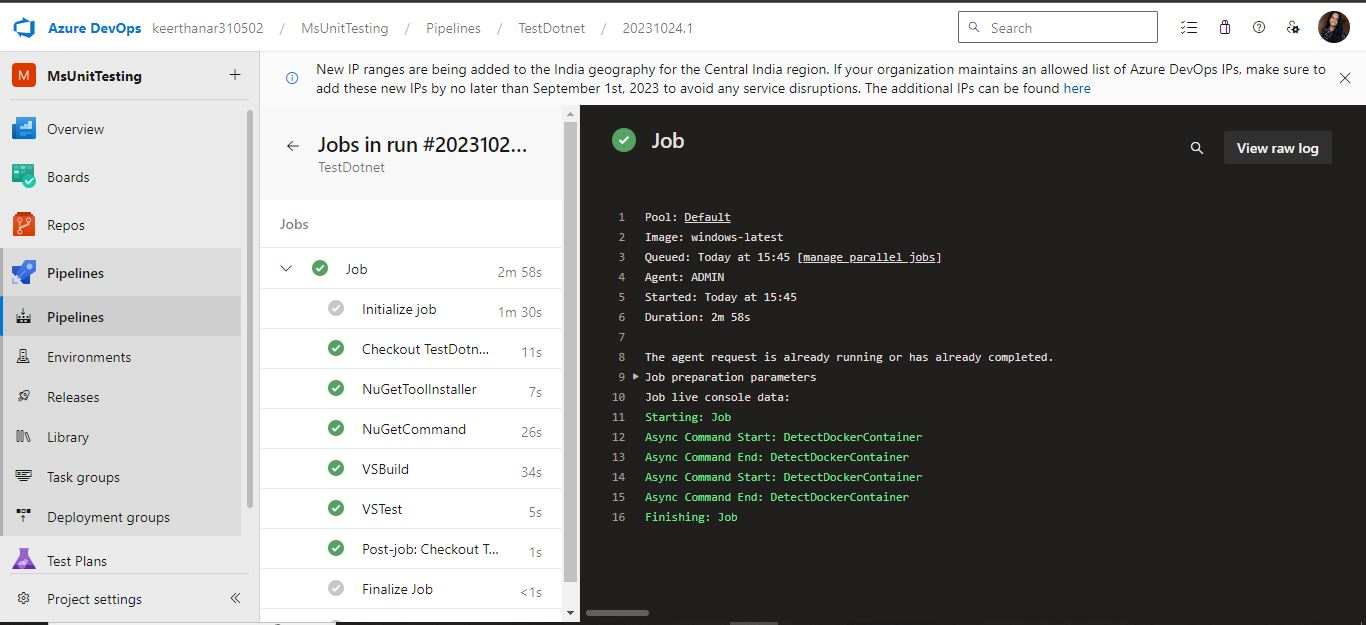 Azure DevOps keerthanar310502 / MsUnitTesting / Pipelines / TestDotnet / 20231024.1
Search
M MsUnitTesting +
Overview
Boards
Repos
Pipelines
Pipelines
Environments
Releases
Library
Task groups
Deployment groups
Test Plans
Project settings
New IP ranges are being added to the India geography for the Central India region. If your organization maintains an allowed list of Azure DevOps IPs, make sure to
add these new IPs by no later than September 1st, 2023 to avoid any service disruptions. The additional IPs can be found here
Jobs in run #2023102...
TestDotnet
Jobs
Job 2m 58s
Initialize job 1m 30s
Checkout TestDotn... 11s
NuGetToolInstaller 7s
NuGetCommand 26s
VSBuild 34s
VSTest 5s
Post-job: Checkout T... 1s
Finalize Job <1s
Job
View raw log
1 Pool: Default
2 Image: windows-latest
3 Queued: Today at 15:45 [manage parallel jobs]
4 Agent: ADMIN
5 Started: Today at 15:45
6 Duration: 2m 58s
7
8 The agent request is already running or has already completed.
9 Job preparation parameters
10 Job live console data:
11 Starting: Job
12 Async Command Start: DetectDockerContainer
13 Async Command End: DetectDockerContainer
14 Async Command Start: DetectDockerContainer
15 Async Command End: DetectDockerContainer
16 Finishing: Job